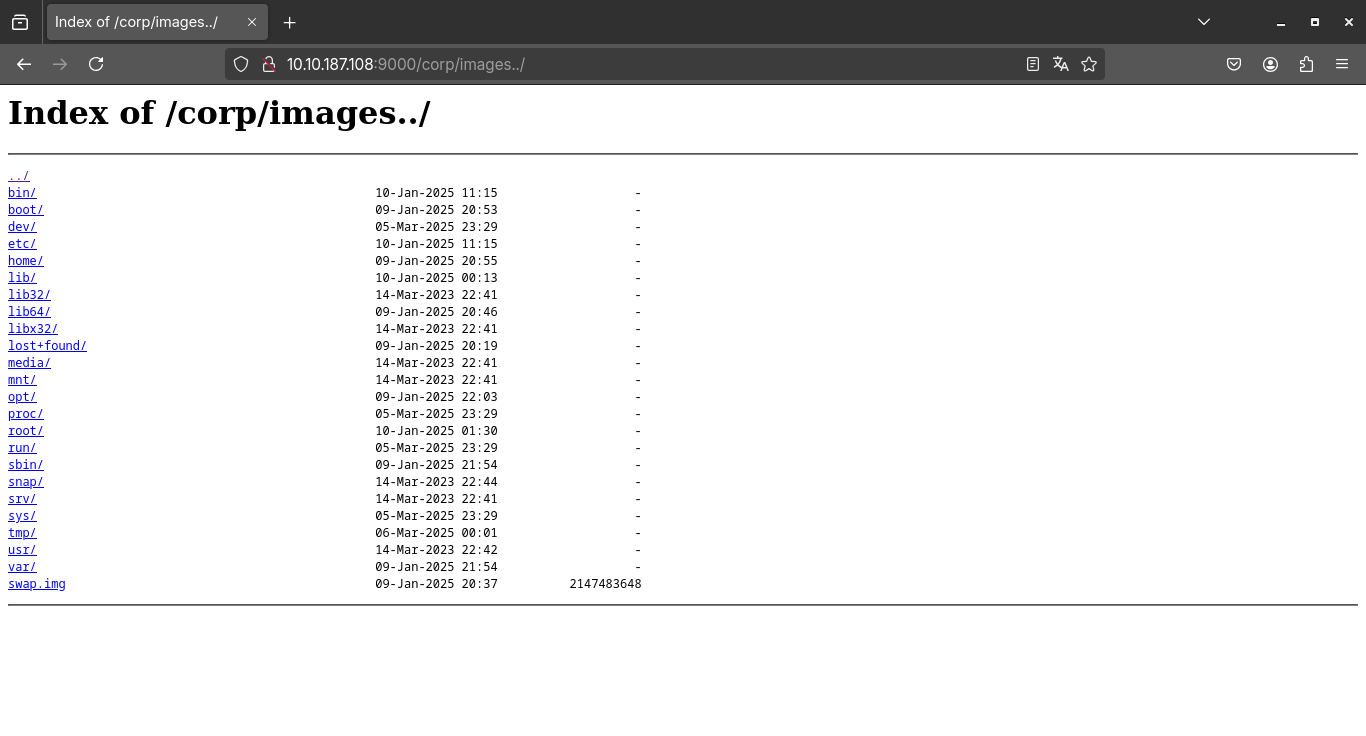 Index of /corp/images../
10.10.187.108:9000/corp/images../
Index of /corp/images../
../
bin/ 10-Jan-2025 11:15 -
boot/ 09-Jan-2025 20:53 -
dev/ 05-Mar-2025 23:29 -
etc/ 10-Jan-2025 11:15 -
home/ 09-Jan-2025 20:55 -
lib/ 10-Jan-2025 00:13 -
lib32/ 14-Mar-2023 22:41 -
lib64/ 09-Jan-2025 20:46 -
libx32/ 14-Mar-2023 22:41 -
lost+found/ 09-Jan-2025 20:19 -
media/ 14-Mar-2023 22:41 -
mnt/ 14-Mar-2023 22:41 -
opt/ 09-Jan-2025 22:03 -
proc/ 05-Mar-2025 23:29 -
root/ 10-Jan-2025 01:30 -
run/ 05-Mar-2025 23:29 -
sbin/ 09-Jan-2025 21:54 -
snap/ 14-Mar-2023 22:44 -
srv/ 14-Mar-2023 22:41 -
sys/ 05-Mar-2025 23:29 -
tmp/ 06-Mar-2025 00:01 -
usr/ 14-Mar-2023 22:42 -
var/ 09-Jan-2025 21:54 -
swap.img 09-Jan-2025 20:37 2147483648